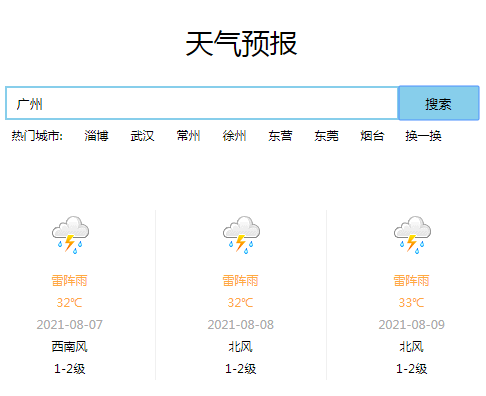 天气预报
广州 搜索
热门城市: 淄博 武汉 常州 徐州 东营 东莞 烟台 换一换
雷阵雨 雷阵雨 雷阵雨
32℃ 32℃ 33℃
2021-08-07 2021-08-08 2021-08-09
西南风 北风 北风
1-2级 1-2级 1-2级